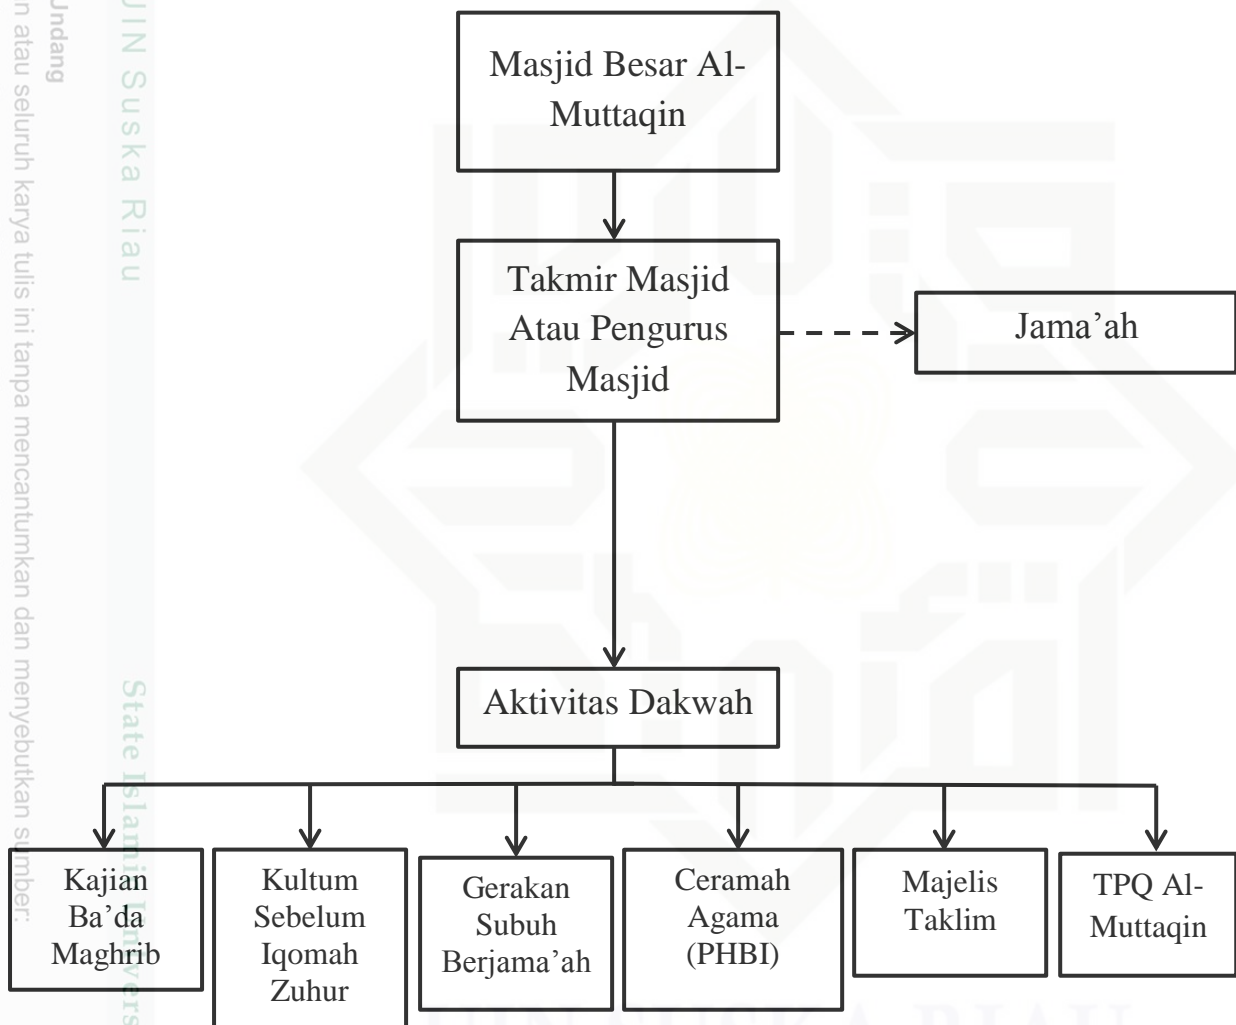 Masjid Besar Al-
Muttaqin
Takmir Masjid
Atau Pengurus
Masjid
Jama’ah
Aktivitas Dakwah
Kajian
Ba’da
Maghrib
Kultum
Sebelum
Iqomah
Zuhur
Gerakan
Subuh
Berjama’ah
Ceramah
Agama
(PHBI)
Majelis
Taklim
TPQ Al-
Muttaqin
Undang
n atau seluruh karya tulis ini tanpa mencantumkan dan menyebutkan sumber:
UIN Suska Riau
State Islamic Univers